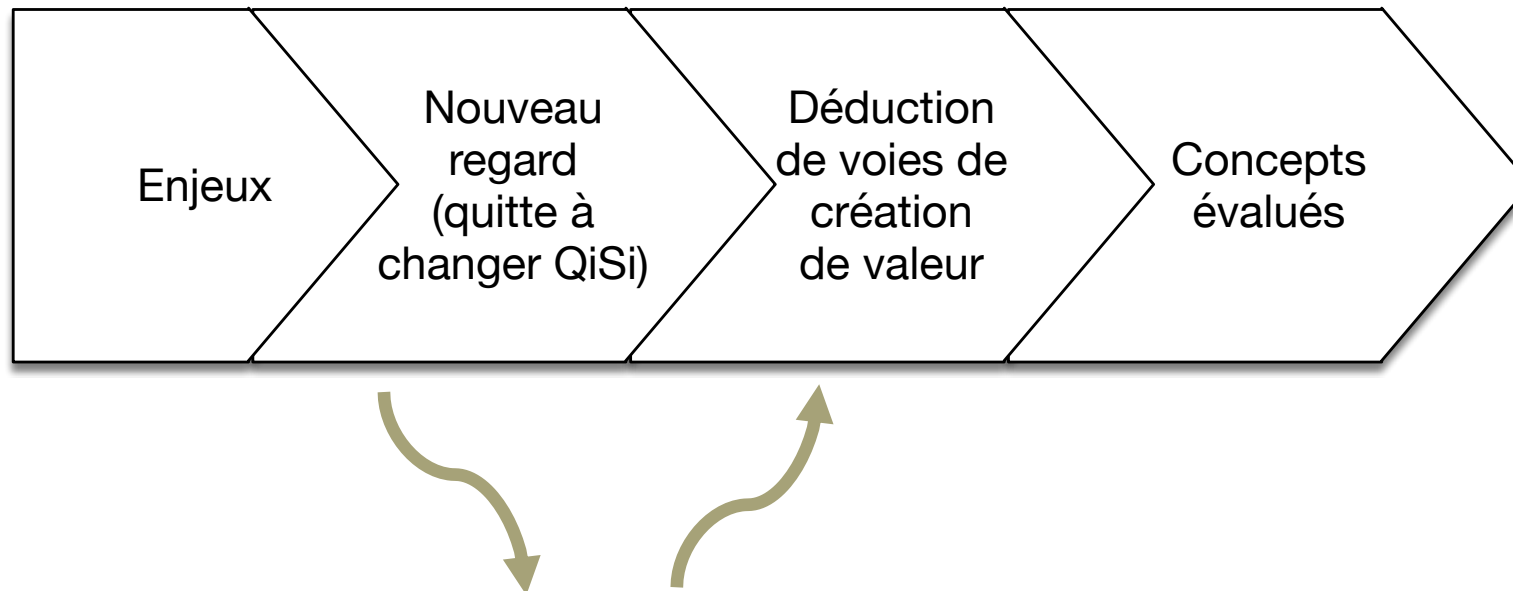 Enjeux
Nouveau
regard
(quitte à
changer QiSi)
Déduction
de voies de
création
de valeur
Concepts
évalués